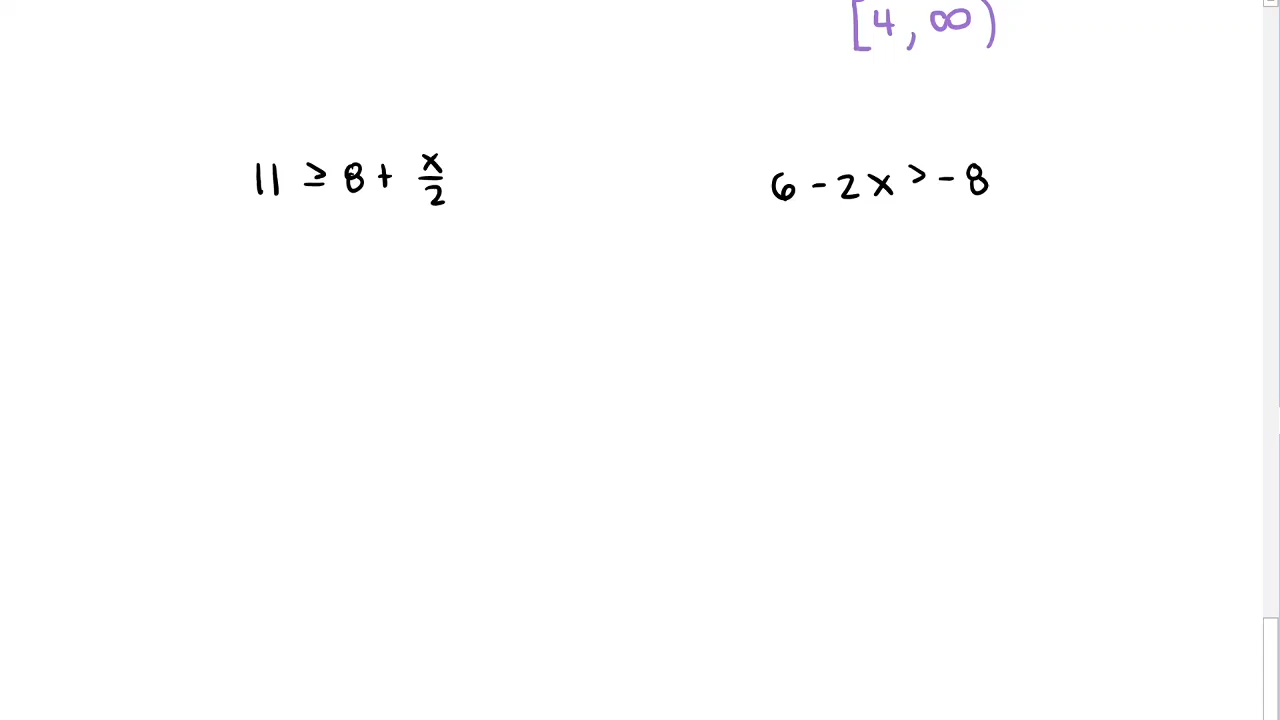 [4, ∞)
11 ≥ 8 + x/2
6 - 2x > -8